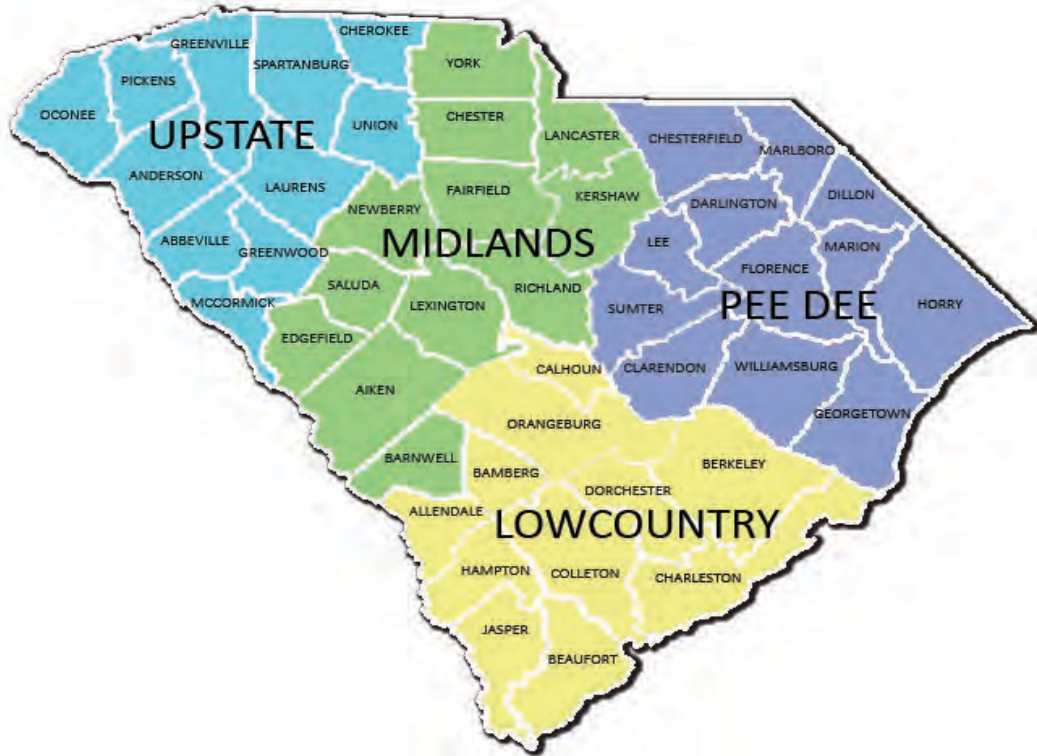 CHEROKEE
GREENVILLE
SPARTANBURG
YORK
PICKENS
OCONEE
CHESTER
UNION
UPSTATE
LANCASTER
CHESTERFIELD
MARLBORO
ANDERSON
LAURENS
FAIRFIELD
KERSHAW
DILLON
NEWBERRY
DARLINGTON
ABBEVILLE
GREENWOOD
MIDLANDS
LEE
MARION
FLORENCE
SALUDA
RICHLAND
MCCORMICK
LEXINGTON
SUMTER
PEE DEE
HORRY
EDGEFIELD
CALHOUN
CLARENDON
WILLIAMSBURG
AIKEN
GEORGETOWN
ORANGEBURG
BARNWELL
BAMBERG
BERKELEY
DORCHESTER
ALLENDALE
LOWCOUNTRY
HAMPTON
COLLETON
CHARLESTON
JASPER
BEAUFORT